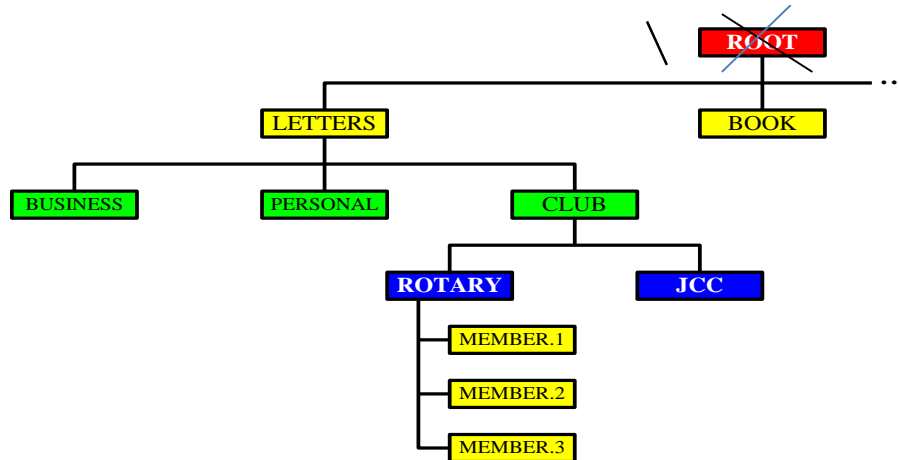 \
ROOT
..
LETTERS
BOOK
BUSINESS
PERSONAL
CLUB
ROTARY
JCC
MEMBER.1
MEMBER.2
MEMBER.3